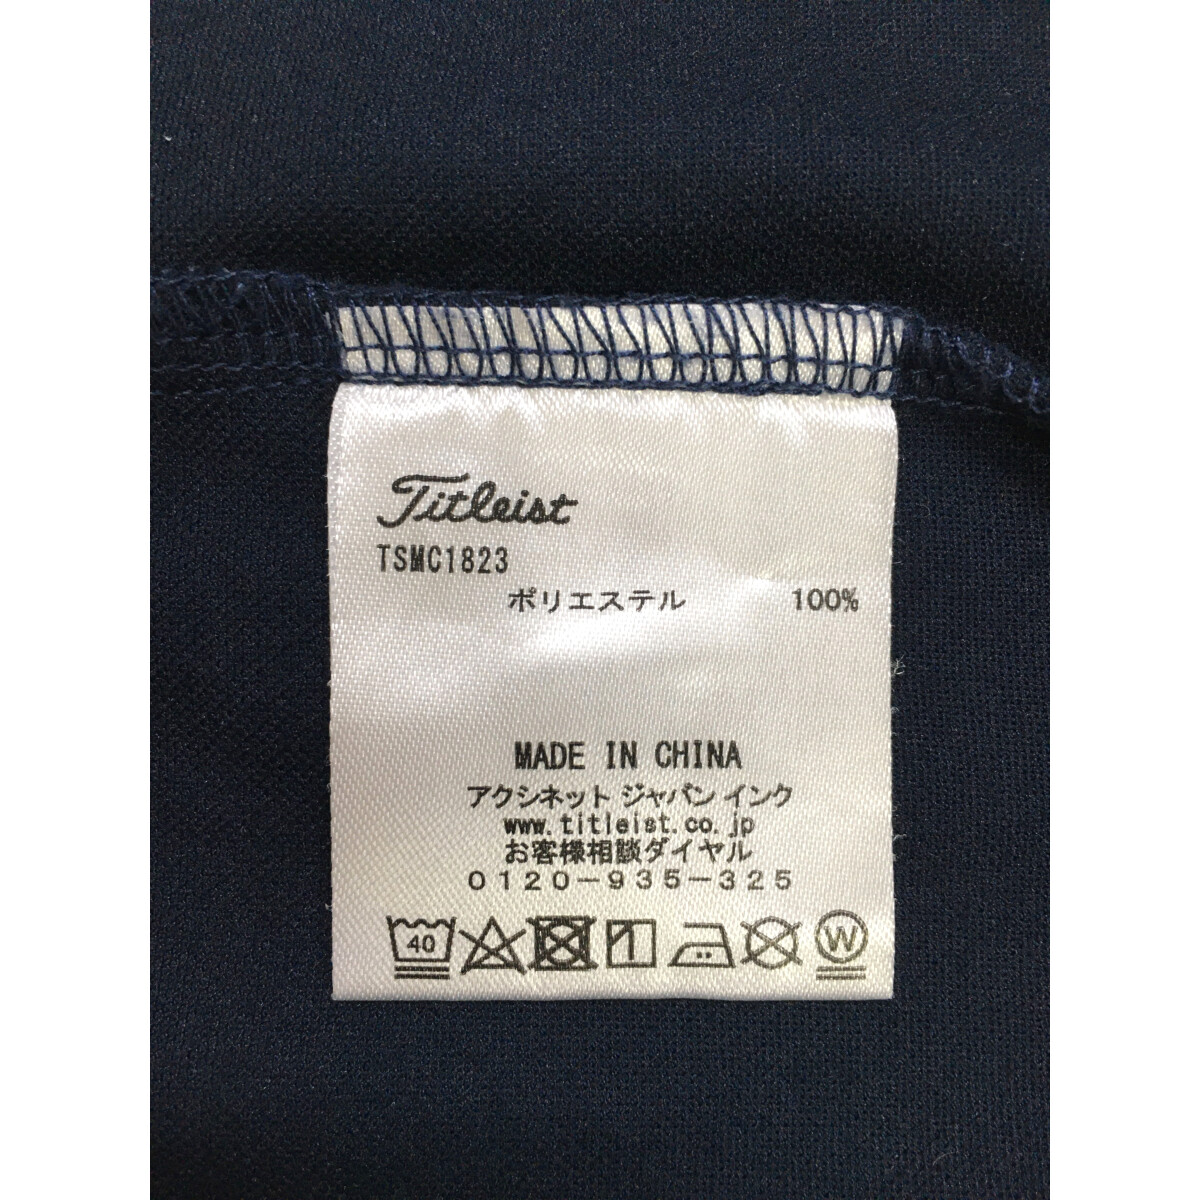 Titleist
TSMC1823
ポリエステル 100%
MADE IN CHINA
アクシネット ジャパン インク
www.titleist.co.jp
お客様相談ダイヤル
0120-935-325
40 W